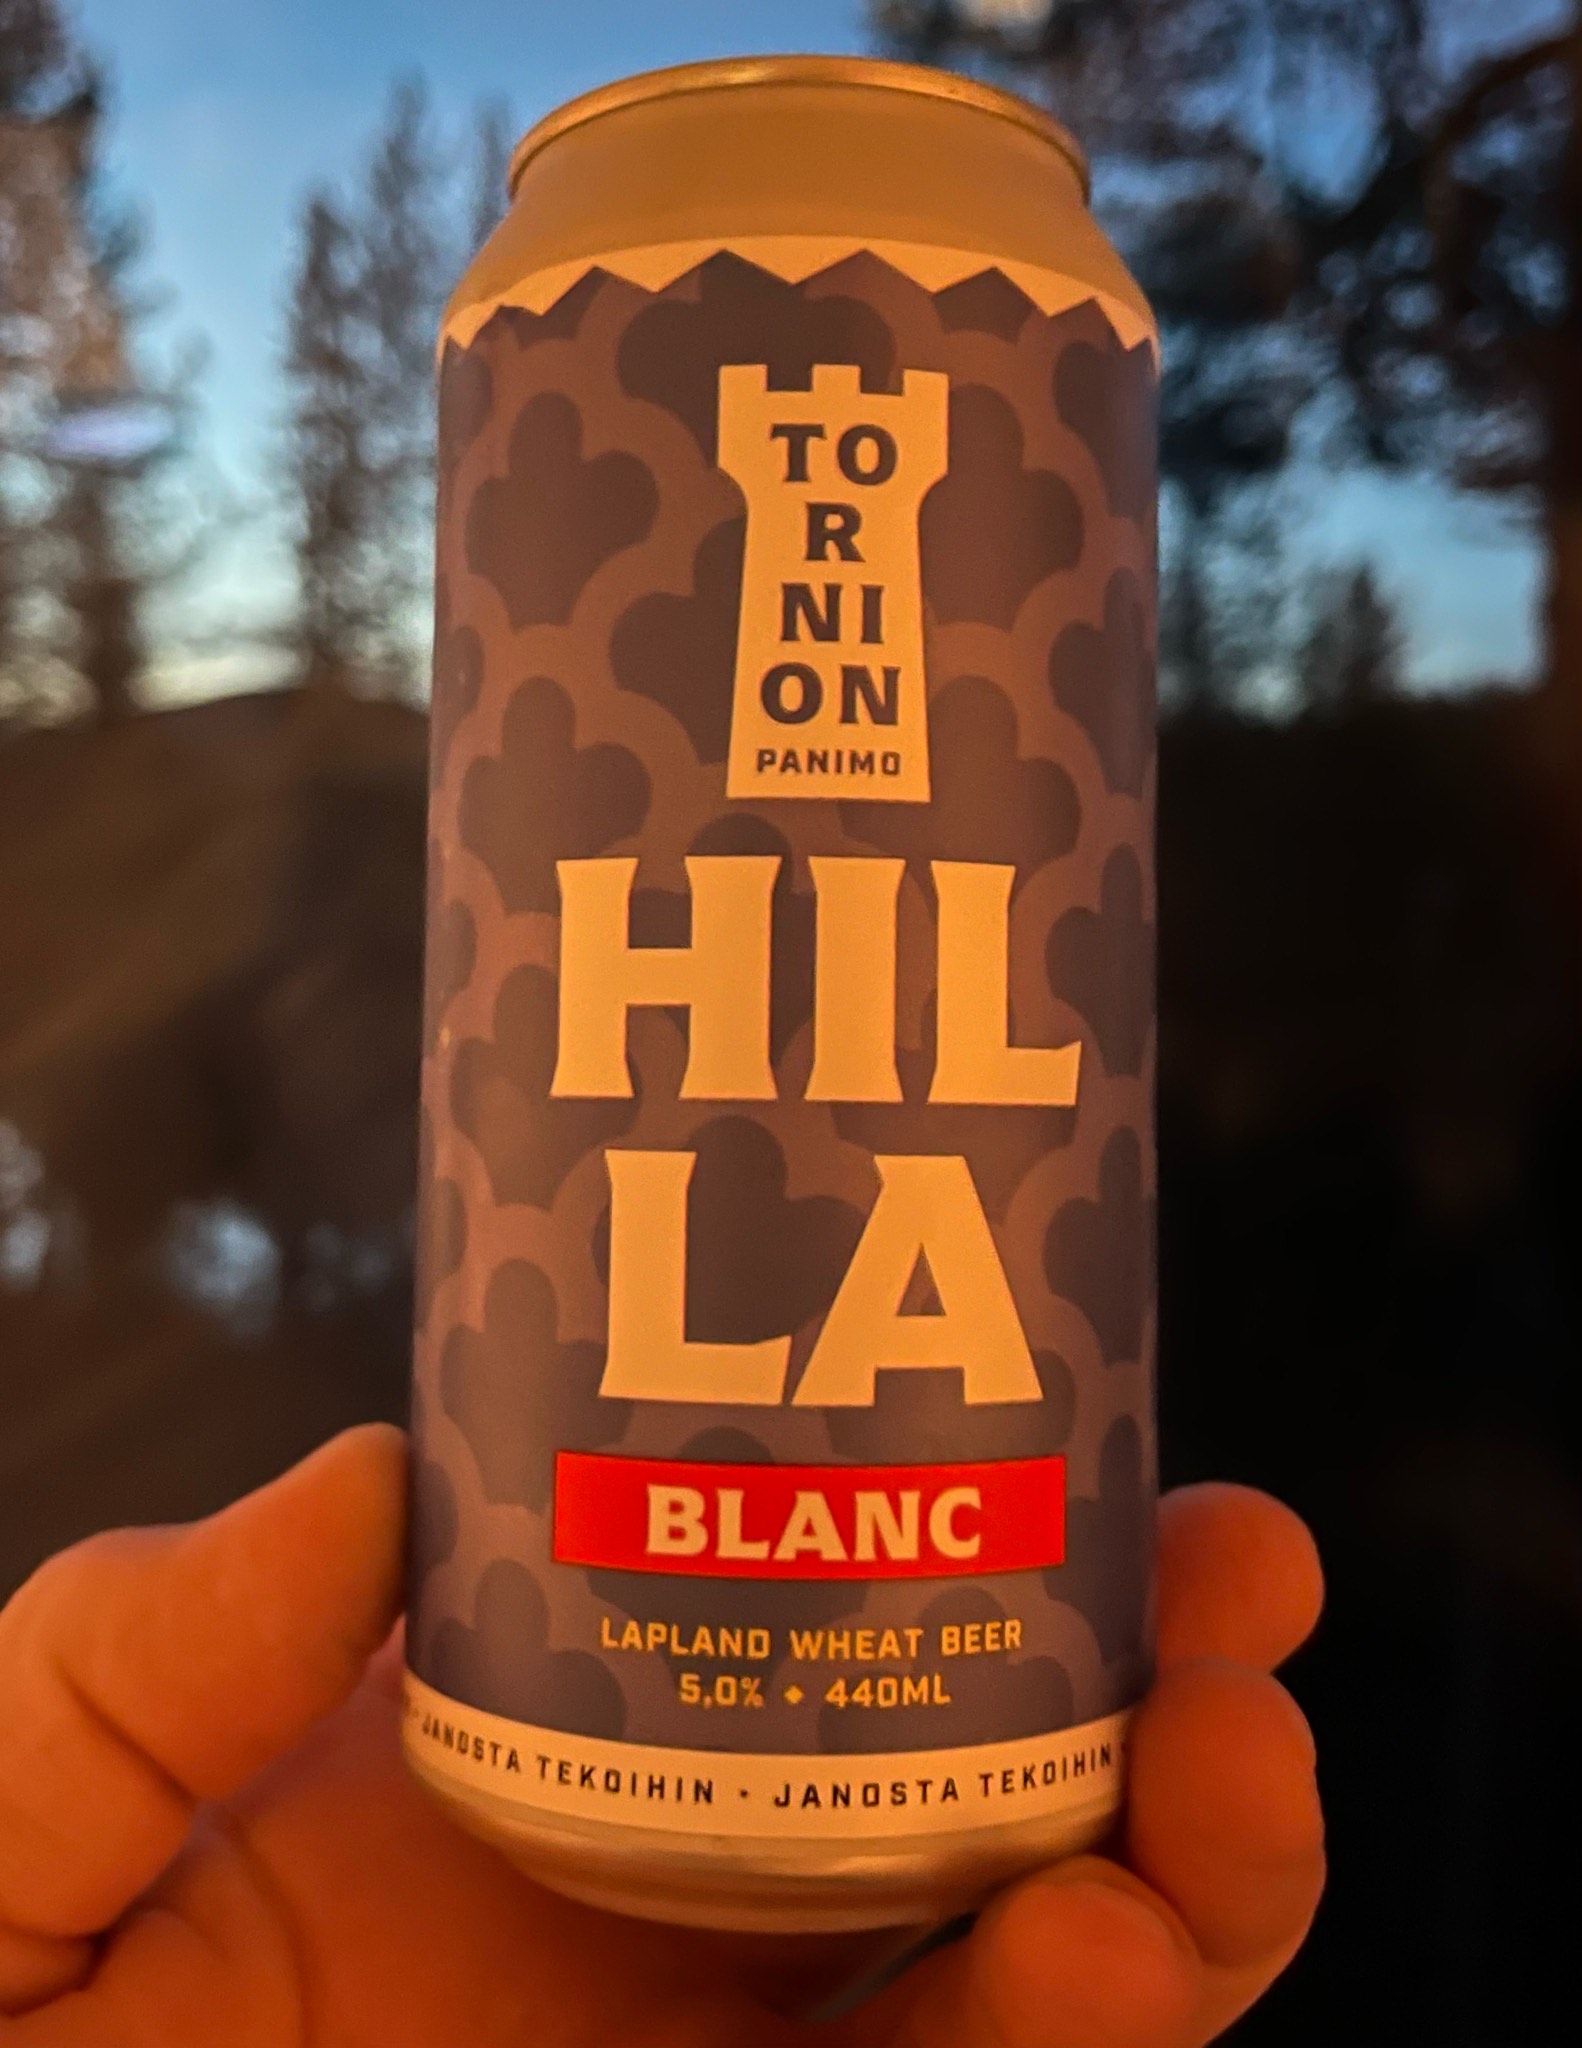 TO
R
NI
ON
PANIMO
HIL
LA
BLANC
LAPLAND WHEAT BEER
5,0% ◆ 440ML
• JANOSTA TEKOIHIN • JANOSTA TEKOIHIN •